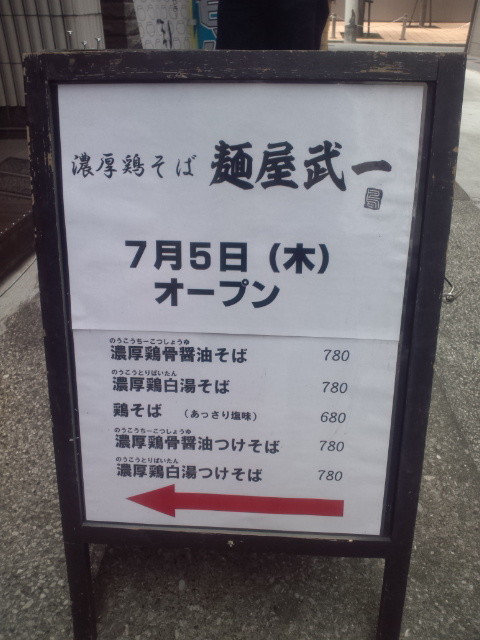 濃厚鶏そば 麺屋武一
7月5日（木）
オープン
のうこうちーこつしょうゆ
濃厚鶏骨醤油そば 780
のうこうとりぱいたん
濃厚鶏白湯そば 780
鶏そば （あっさり塩味） 680
のうこうちーこつしょうゆ
濃厚鶏骨醤油つけそば 780
のうこうとりぱいたん
濃厚鶏白湯つけそば 780